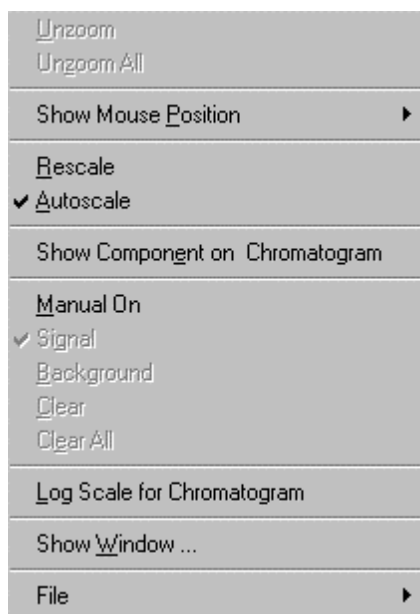 Unzoom
Unzoom All
Show Mouse Position
Rescale
Autoscale
Show Component on Chromatogram
Manual On
Signal
Background
Clear
Clear All
Log Scale for Chromatogram
Show Window ...
File